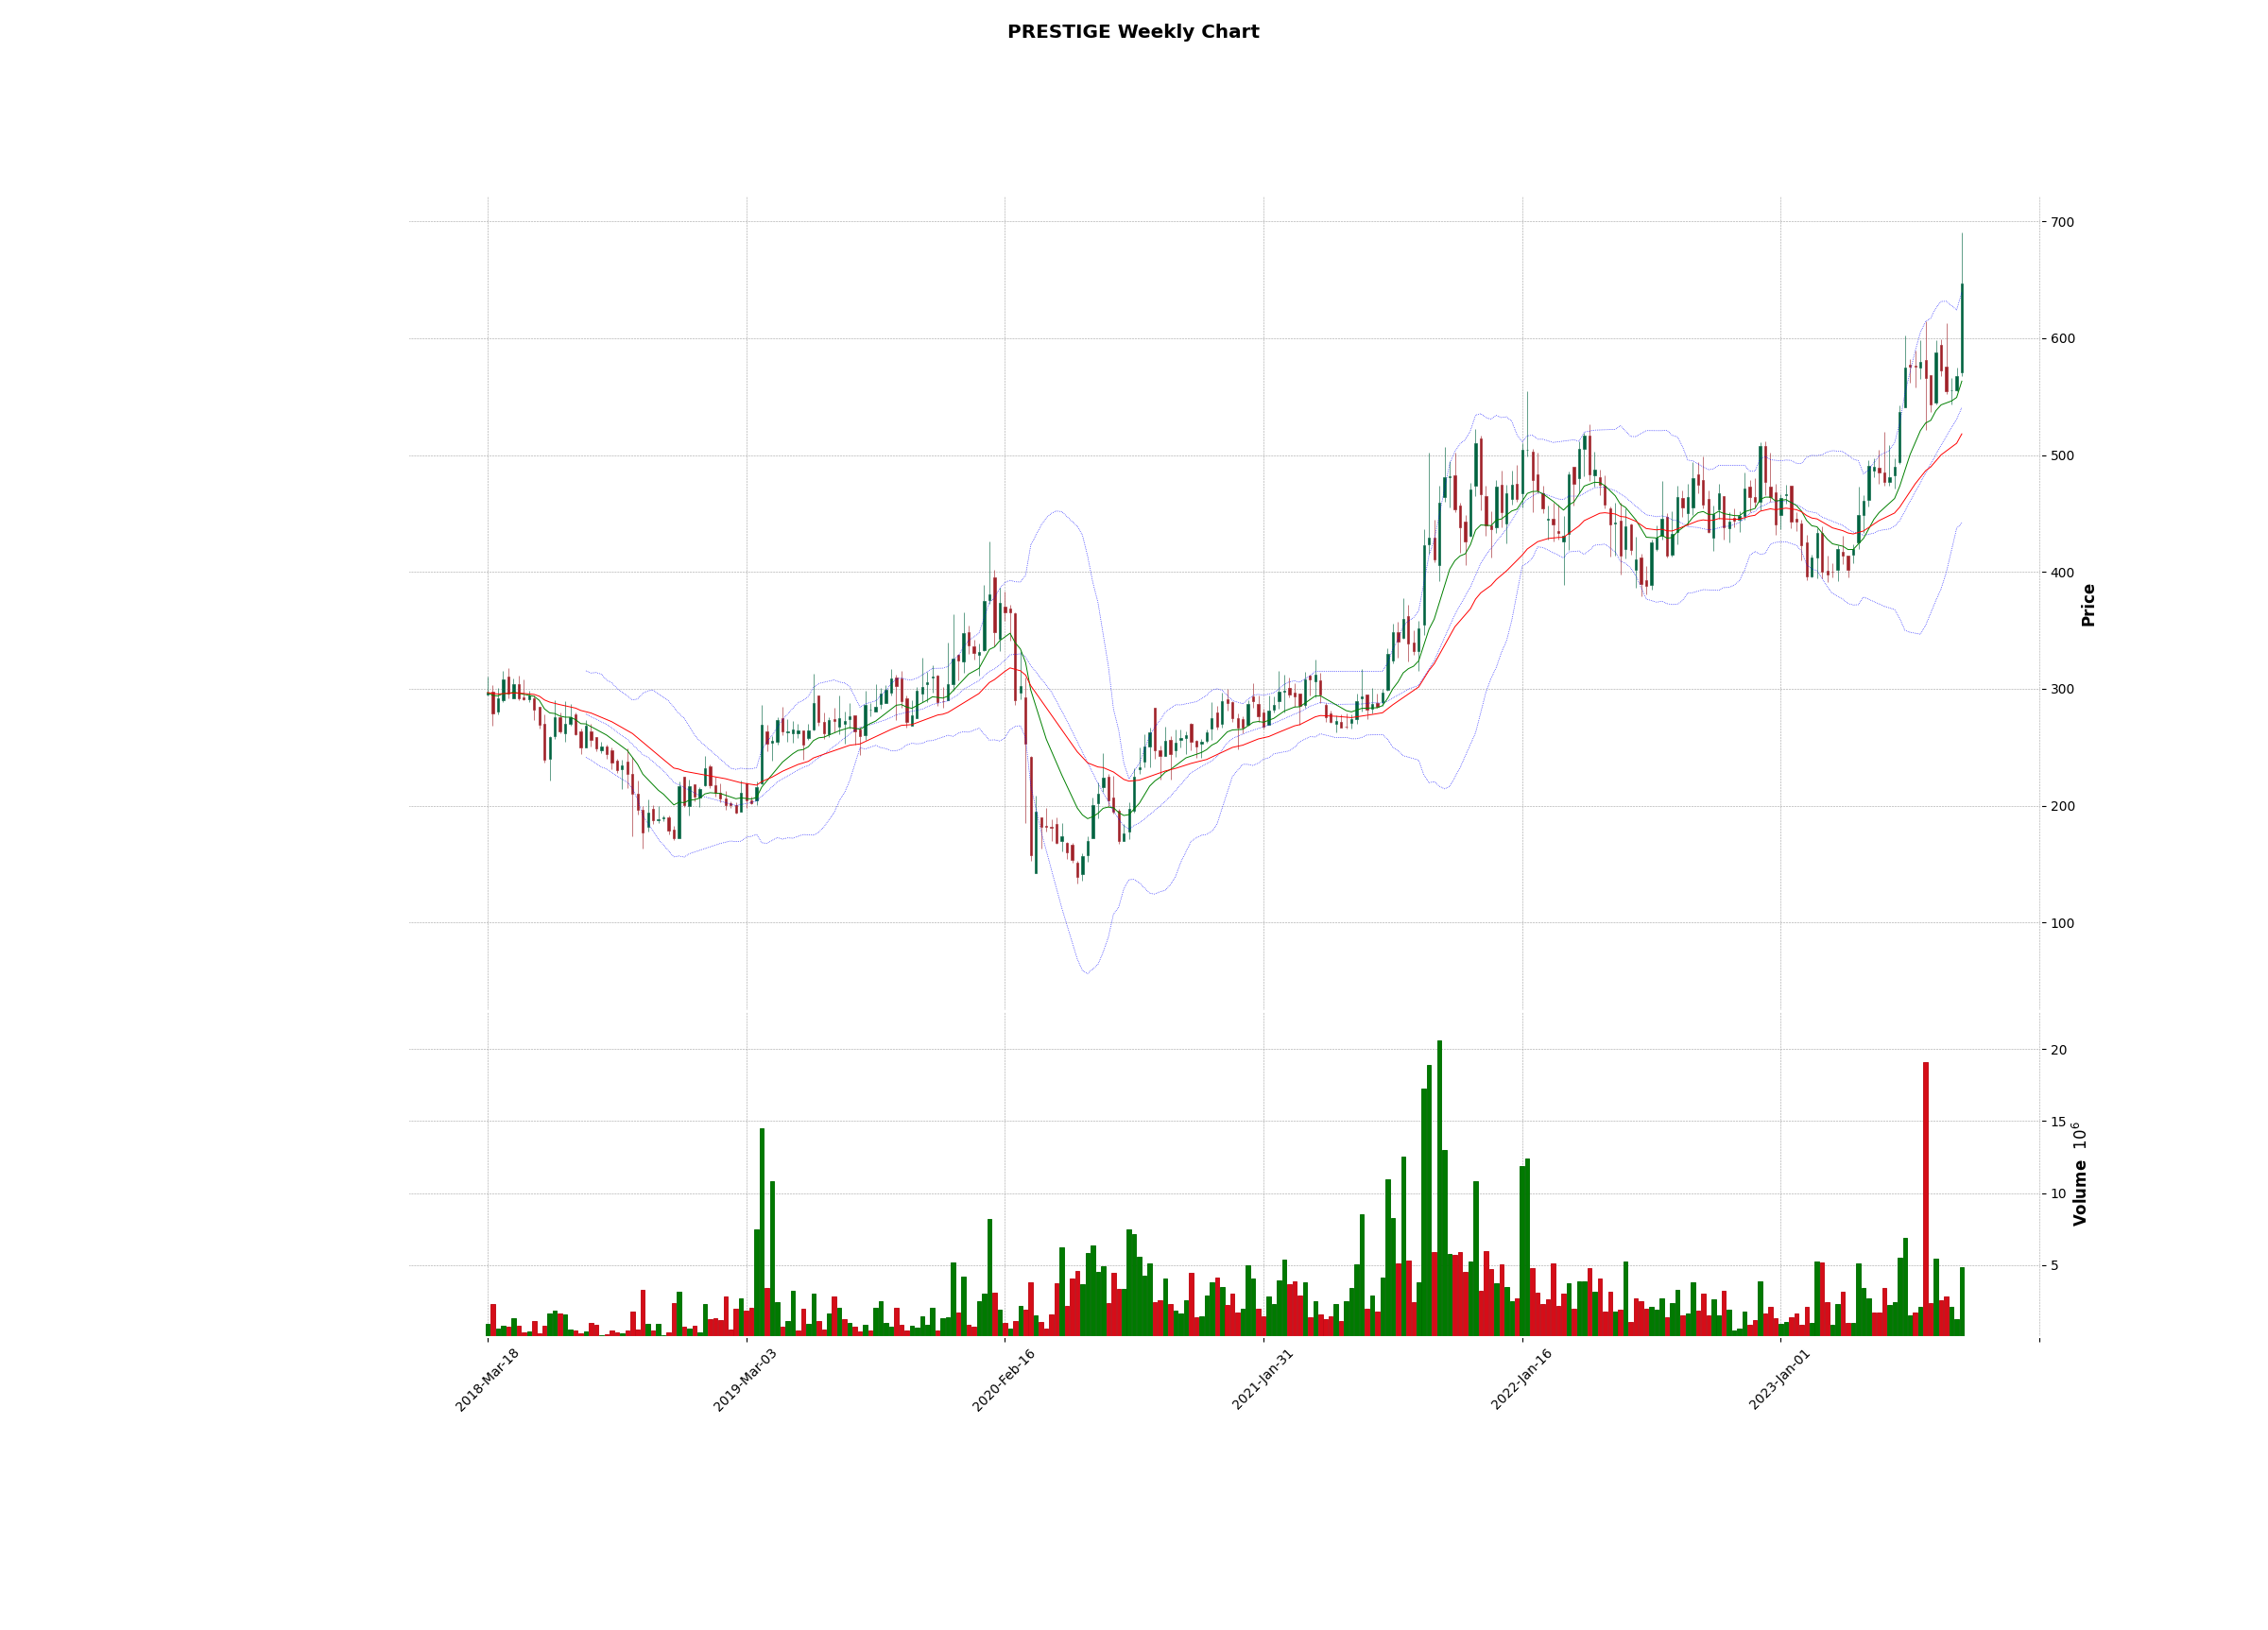 PRESTIGE Weekly Chart
700
600
500
400
300
200
100
Price
20
15
10
5
Volume 10^6
2018-Mar-18
2019-Mar-03
2020-Feb-16
2021-Jan-31
2022-Jan-16
2023-Jan-01